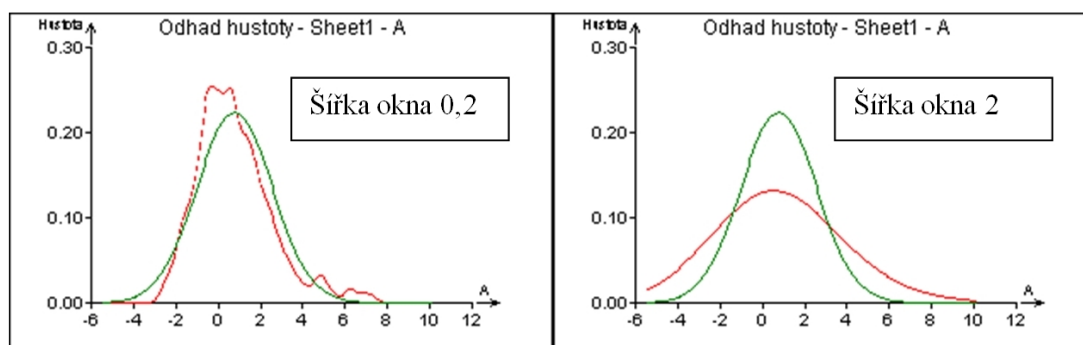 Hustota
Odhad hustoty - Sheet1 - A
0.30
Šířka okna 0,2
0.20
0.10
0.00
A
-6 -4 -2 0 2 4 6 8 10 12
Hustota
Odhad hustoty - Sheet1 - A
0.30
Šířka okna 2
0.20
0.10
0.00
A
-6 -4 -2 0 2 4 6 8 10 12